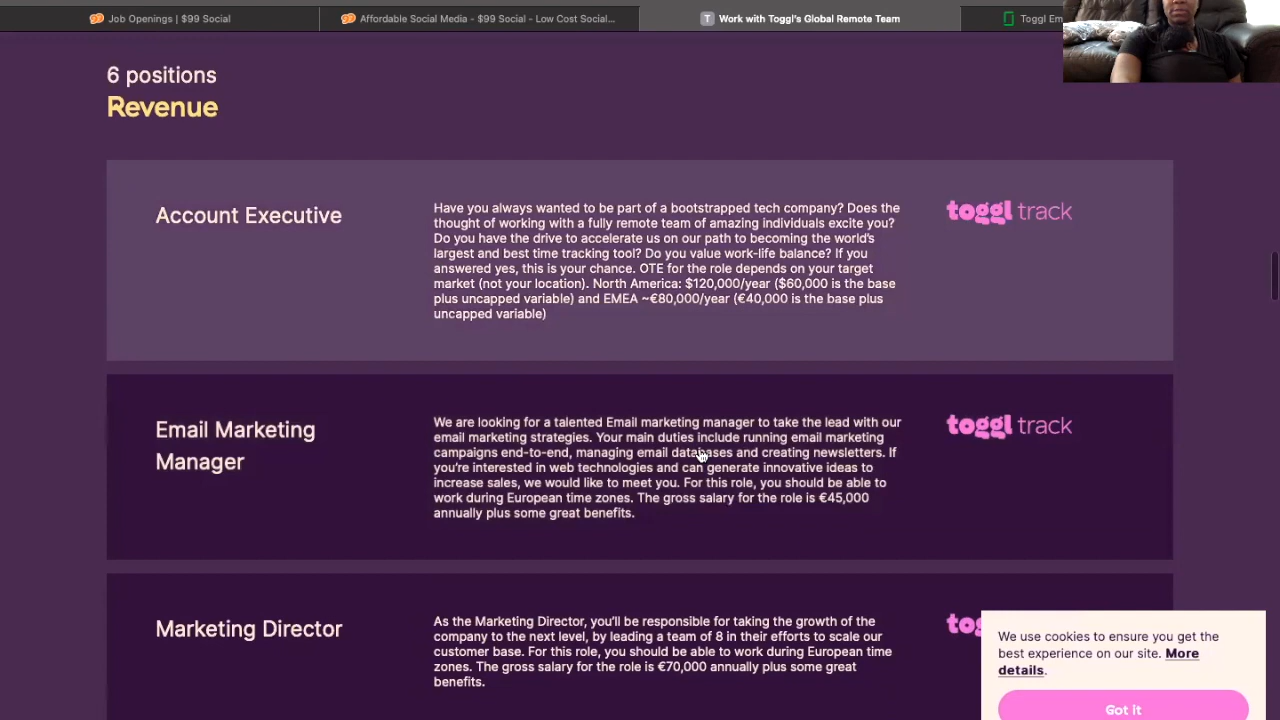 Job Openings | $99 Social
Affordable Social Media - $99 Social - Low Cost Social...
T
Work with Toggl's Global Remote Team
Toggl Em
6 positions
Revenue
Account Executive
Have you always wanted to be part of a bootstrapped tech company? Does the
thought of working with a fully remote team of amazing individuals excite you?
Do you have the drive to accelerate us on our path to becoming the world's
largest and best time tracking tool? Do you value work-life balance? If you
answered yes, this is your chance. OTE for the role depends on your target
market (not your location). North America: $120,000/year ($60,000 is the base
plus uncapped variable) and EMEA ~€80,000/year (€40,000 is the base plus
uncapped variable)
toggl track
Email Marketing
Manager
We are looking for a talented Email marketing manager to take the lead with our
email marketing strategies. Your main duties include running email marketing
campaigns end-to-end, managing email databases and creating newsletters. If
you're interested in web technologies and can generate innovative ideas to
increase sales, we would like to meet you. For this role, you should be able to
work during European time zones. The gross salary for the role is €45,000
annually plus some great benefits.
toggl track
Marketing Director
As the Marketing Director, you'll be responsible for taking the growth of the
company to the next level, by leading a team of 8 in their efforts to scale our
customer base. For this role, you should be able to work during European time
zones. The gross salary for the role is €70,000 annually plus some great
benefits.
tog
We use cookies to ensure you get the
best experience on our site. More
details.
Got it